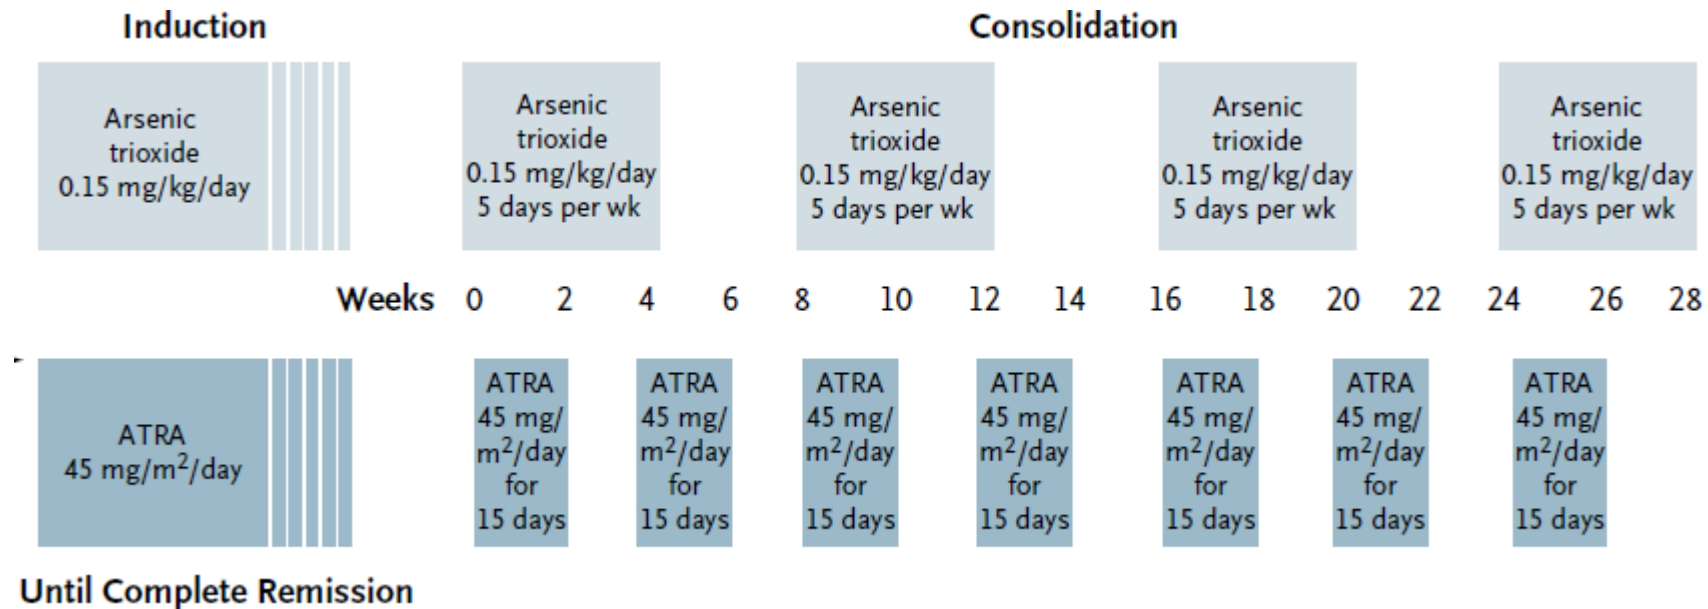 Induction
Consolidation
Arsenic
trioxide
0.15 mg/kg/day
Arsenic
trioxide
0.15 mg/kg/day
5 days per wk
Arsenic
trioxide
0.15 mg/kg/day
5 days per wk
Arsenic
trioxide
0.15 mg/kg/day
5 days per wk
Arsenic
trioxide
0.15 mg/kg/day
5 days per wk
Weeks 0 2 4 6 8 10 12 14 16 18 20 22 24 26 28
ATRA
45 mg/m²/day
ATRA
45 mg/
m²/day
for
15 days
ATRA
45 mg/
m²/day
for
15 days
ATRA
45 mg/
m²/day
for
15 days
ATRA
45 mg/
m²/day
for
15 days
ATRA
45 mg/
m²/day
for
15 days
ATRA
45 mg/
m²/day
for
15 days
ATRA
45 mg/
m²/day
for
15 days
Until Complete Remission